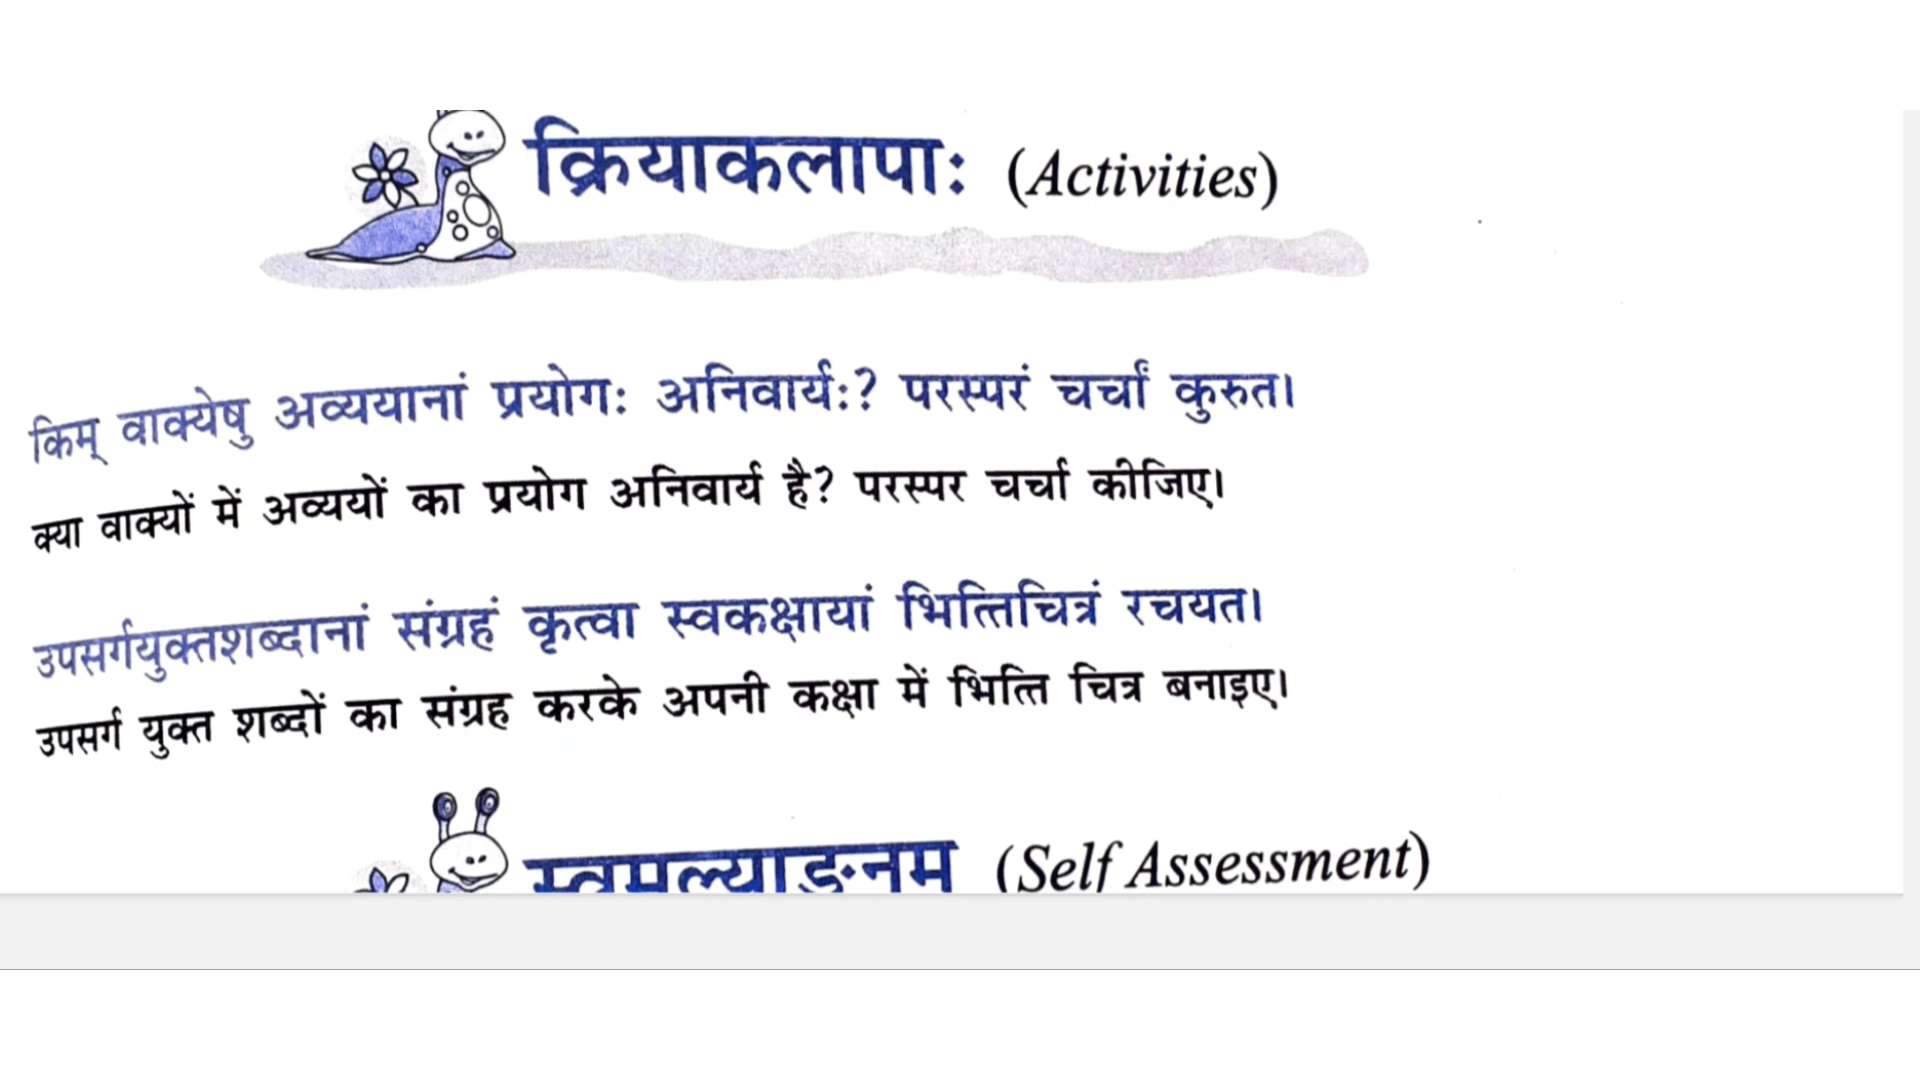 क्रियाकलापाः (Activities)
किम् वाक्येषु अव्ययानां प्रयोगः अनिवार्यः? परस्परं चर्चां कुरुत।
क्या वाक्यों में अव्ययों का प्रयोग अनिवार्य है? परस्पर चर्चा कीजिए।
उपसर्गयुक्तशब्दानां संग्रहं कृत्वा स्वकक्षायां भित्तिचित्रं रचयत।
उपसर्ग युक्त शब्दों का संग्रह करके अपनी कक्षा में भित्ति चित्र बनाइए।
(Self Assessment)